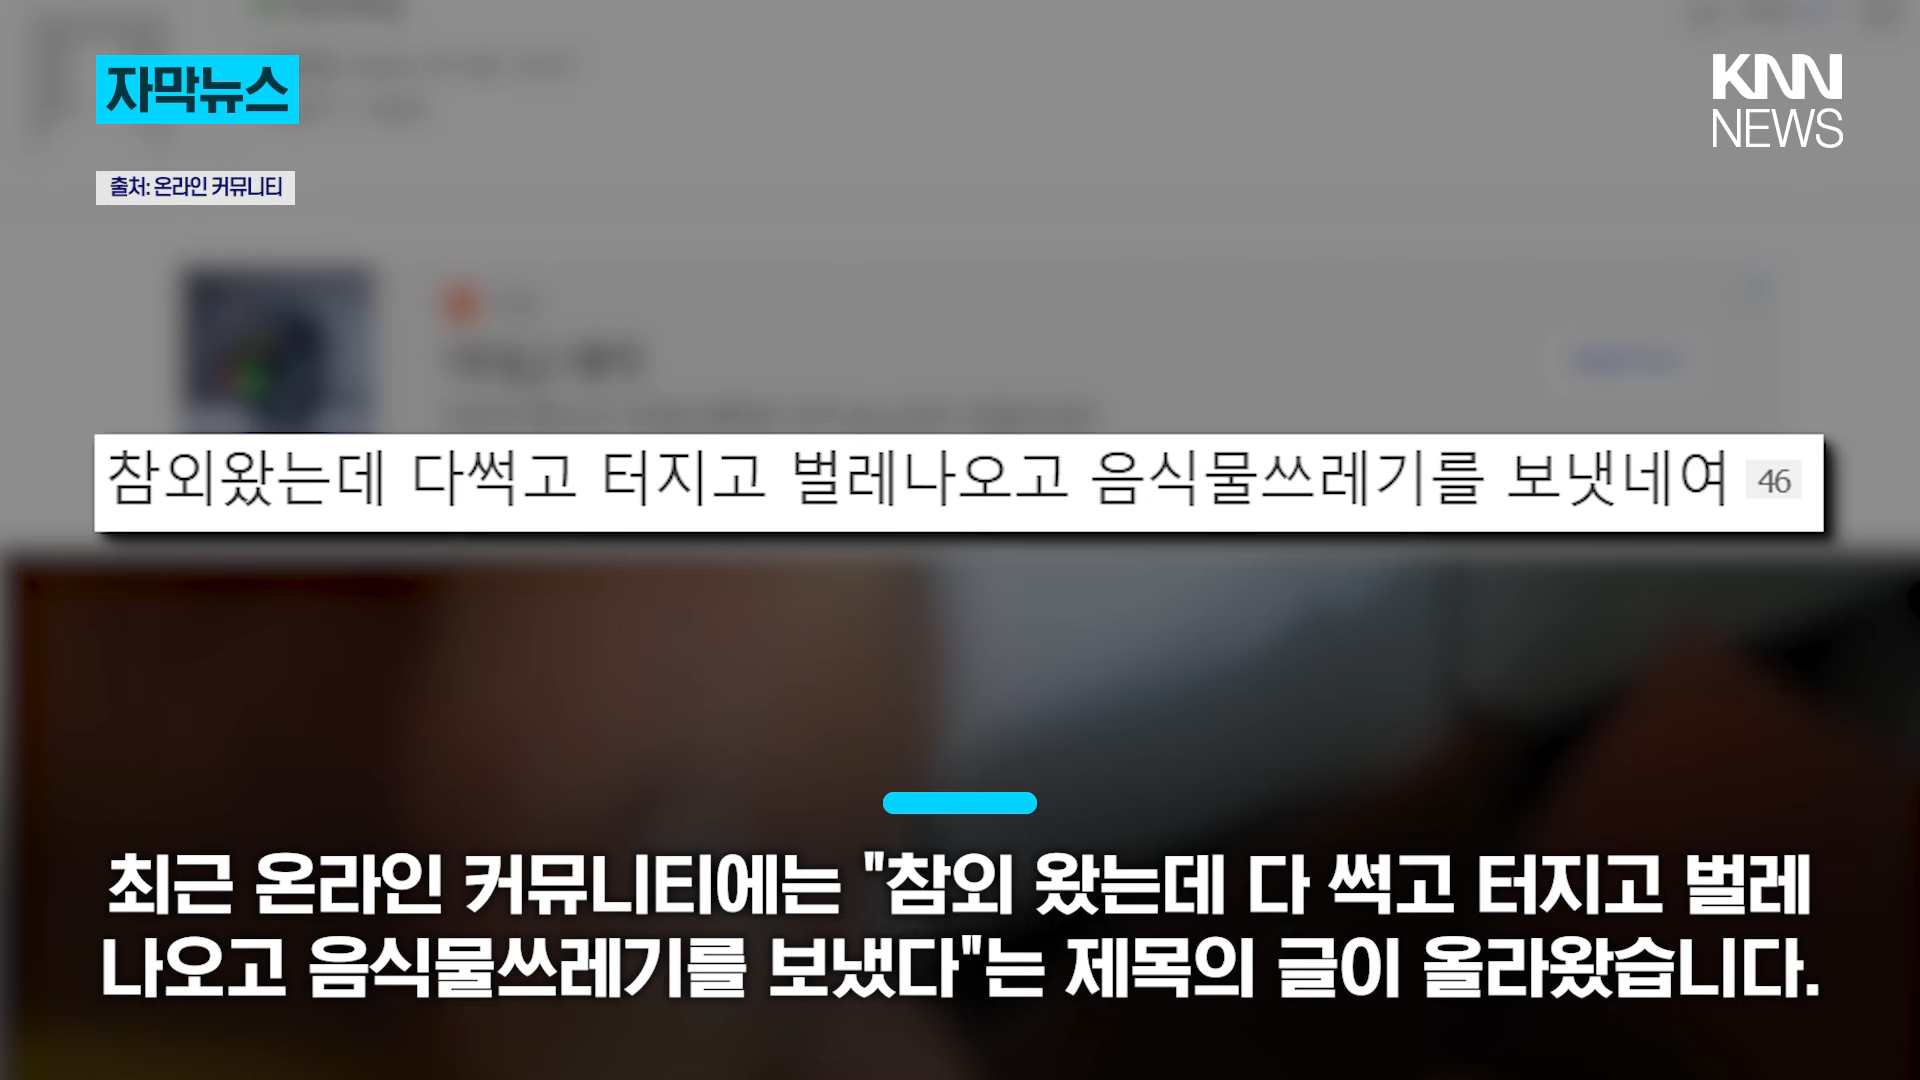 자막뉴스
KNN
NEWS
출처: 온라인 커뮤니티
참외왔는데 다썩고 터지고 벌레나오고 음식물쓰레기를 보냇네여 46
최근 온라인 커뮤니티에는 "참외 왔는데 다 썩고 터지고 벌레
나오고 음식물쓰레기를 보냈다"는 제목의 글이 올라왔습니다.